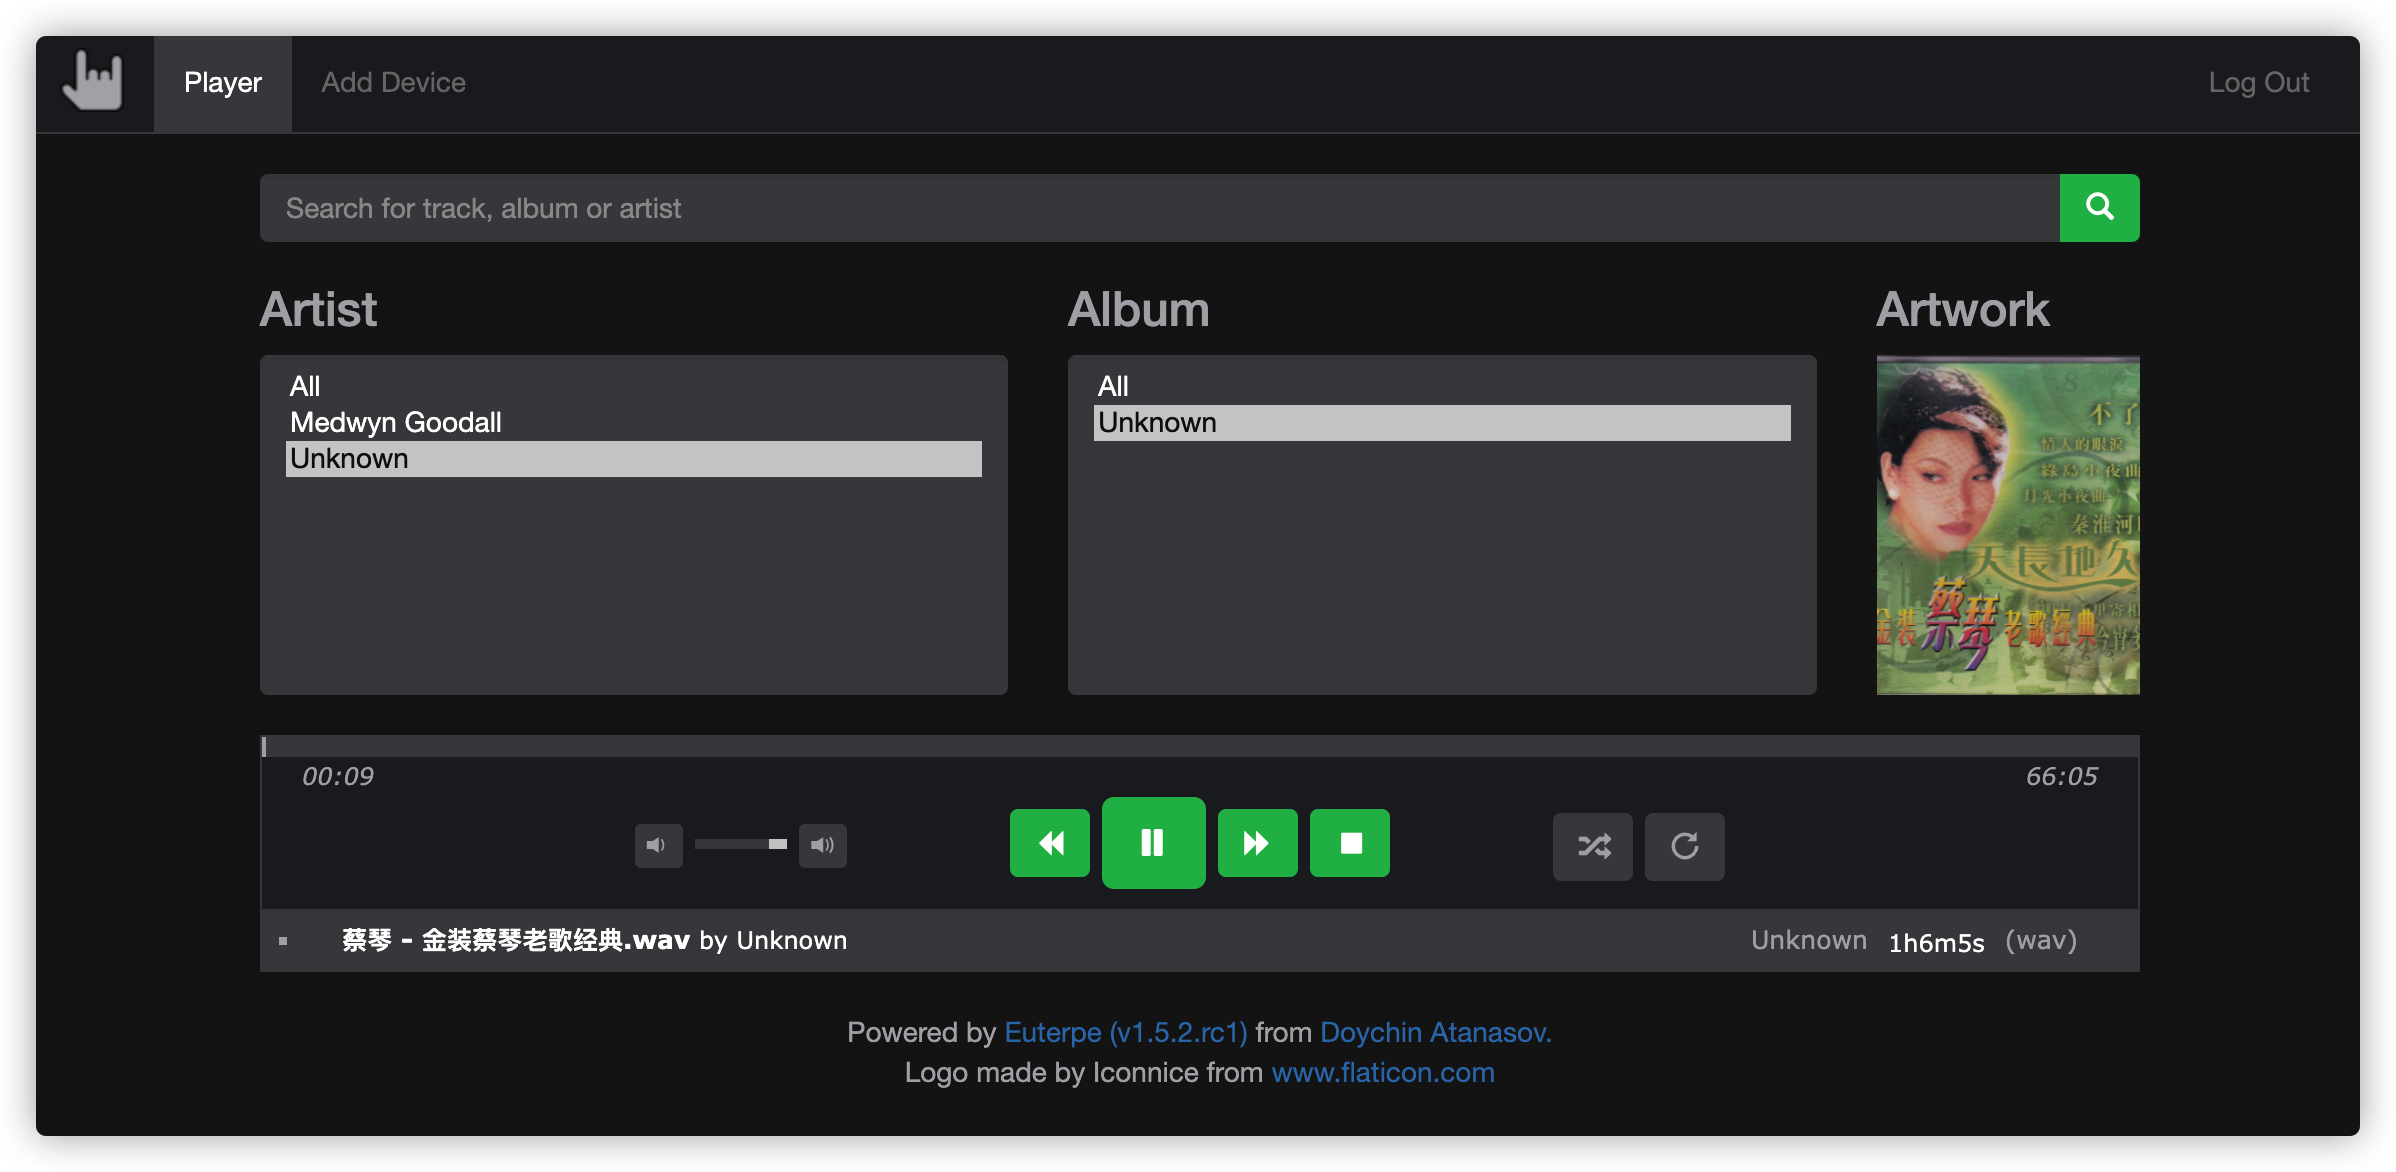 Player
Add Device
Log Out
Search for track, album or artist
Artist
Album
Artwork
All
Medwyn Goodall
Unknown
All
Unknown
不了
情人的眼淚
綠島小夜曲
月光小夜曲
秦淮河
天長地久
金裝蔡琴老歌經典
00:09
66:05
蔡琴 - 金装蔡琴老歌经典.wav by Unknown
Unknown 1h6m5s (wav)
Powered by Euterpe (v1.5.2.rc1) from Doychin Atanasov.
Logo made by Iconnice from www.flaticon.com